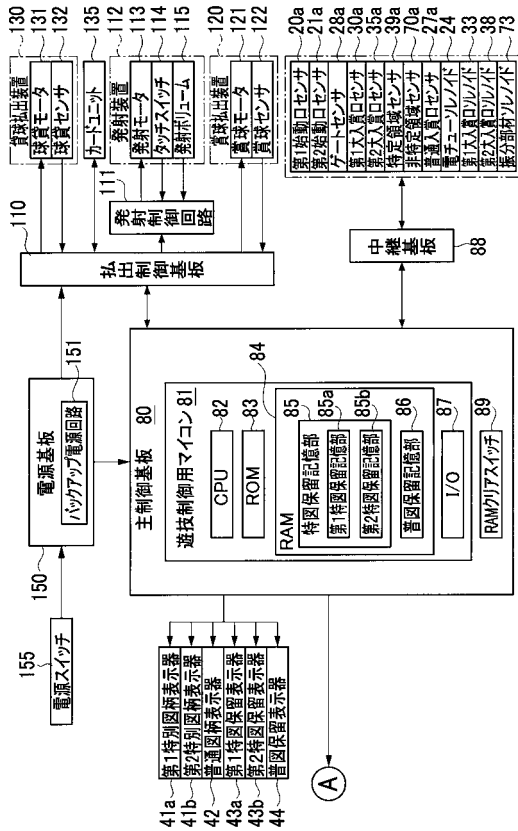 130
賞球払出装置
球貸モータ
131
球貸センサ
132
カードユニット
135
112
発射装置
発射モータ
113
タッチスイッチ
114
発射ボリューム
115
120
賞球払出装置
賞球モータ
121
賞球センサ
122
111
発射制御回路
110
払出制御基板
第1始動口センサ
20a
第2始動口センサ
21a
ゲートセンサ
28a
第1大入賞口センサ
30a
第2大入賞口センサ
35a
特定領域センサ
39a
非特定領域センサ
70a
普通入賞口センサ
27a
電チューソレノイド
24
第1大入賞口ソレノイド
33
第2大入賞口ソレノイド
38
振分部材ソレノイド
73
中継基板
88
150
電源基板
バックアップ電源回路
151
155
電源スイッチ
主制御基板 80
遊技制御用マイコン 81
CPU
82
ROM
83
84
RAM
85
特図保留記憶部
85a
第1特図保留記憶部
85b
第2特図保留記憶部
86
普図保留記憶部
I/O
87
RAMクリアスイッチ
89
41a
第1特別図柄表示器
41b
第2特別図柄表示器
42
普通図柄表示器
43a
第1特図保留表示器
43b
第2特図保留表示器
44
普図保留表示器
A